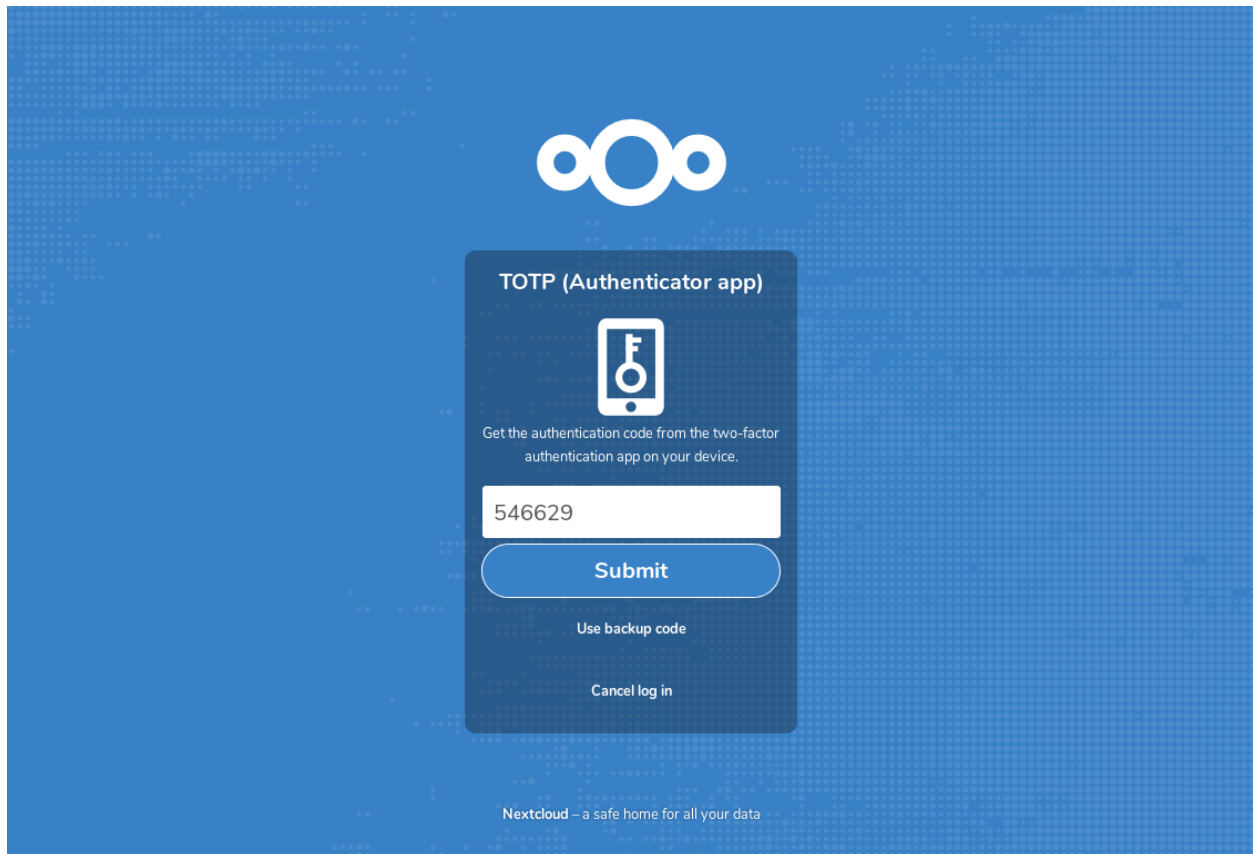 TOTP (Authenticator app)
Get the authentication code from the two-factor
authentication app on your device.
546629
Submit
Use backup code
Cancel log in
Nextcloud – a safe home for all your data